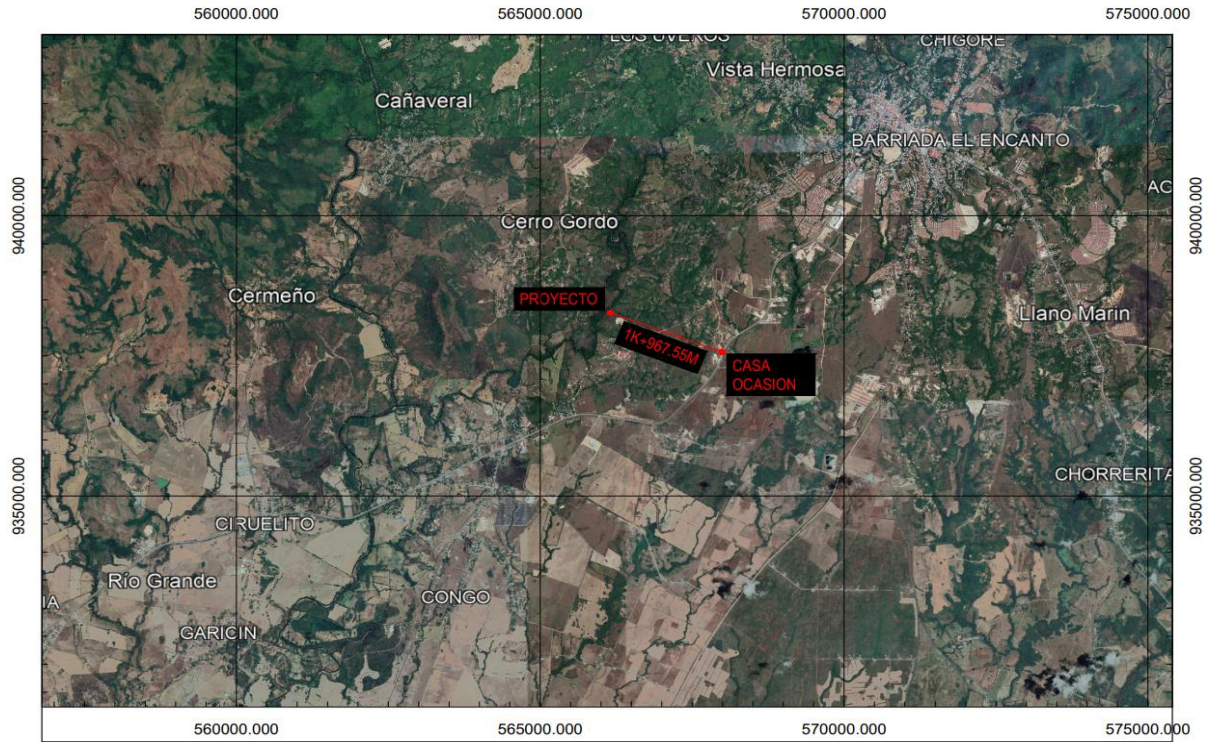 560000.000 565000.000 570000.000 575000.000
LOS UVEROS
CHIGORE
Vista Hermosa
Cañaveral
BARRIADA EL ENCANTO
AC
940000.000 940000.000
Cerro Gordo
Cermeño
PROYECTO
Llano Marin
1K+967.55M
CASA
OCASION
CHORRERITA
935000.000 935000.000
CIRUELITO
Río Grande
CONGO
IA
GARICIN
560000.000 565000.000 570000.000 575000.000